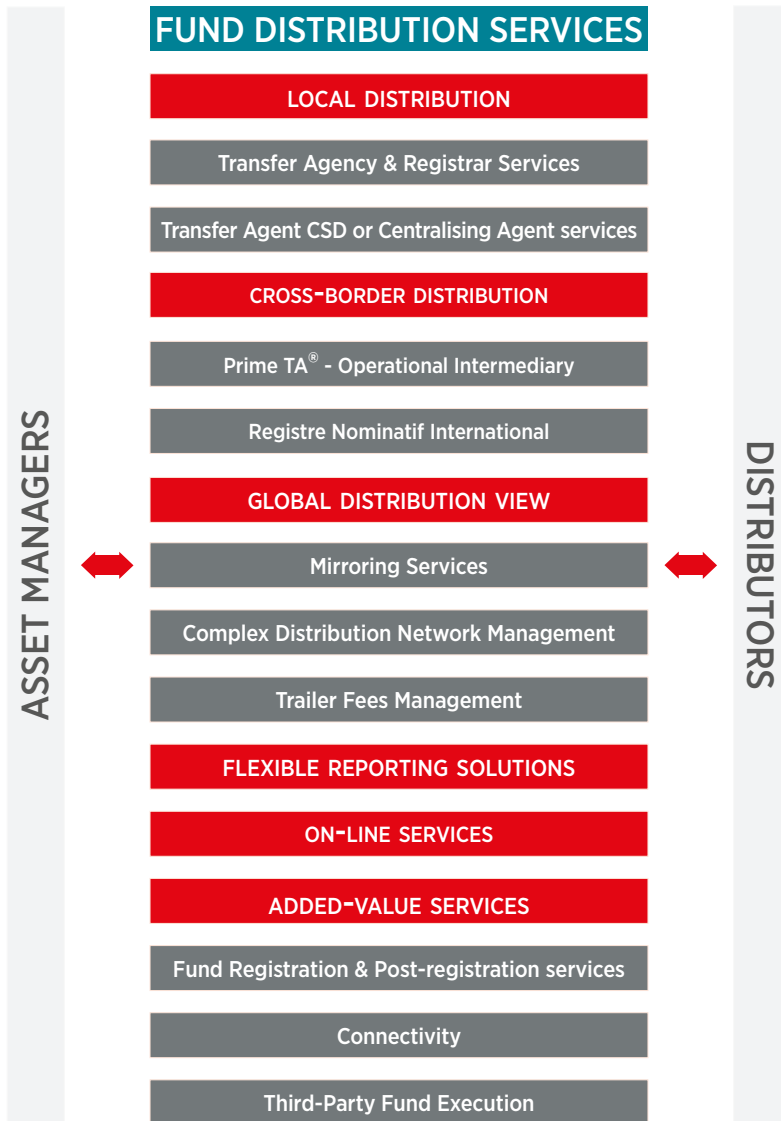 FUND DISTRIBUTION SERVICES
LOCAL DISTRIBUTION
Transfer Agency & Registrar Services
Transfer Agent CSD or Centralising Agent services
CROSS-BORDER DISTRIBUTION
Prime TA® - Operational Intermediary
Registre Nominatif International
GLOBAL DISTRIBUTION VIEW
Mirroring Services
Complex Distribution Network Management
Trailer Fees Management
FLEXIBLE REPORTING SOLUTIONS
ON-LINE SERVICES
ADDED-VALUE SERVICES
Fund Registration & Post-registration services
Connectivity
Third-Party Fund Execution
ASSET MANAGERS
DISTRIBUTORS